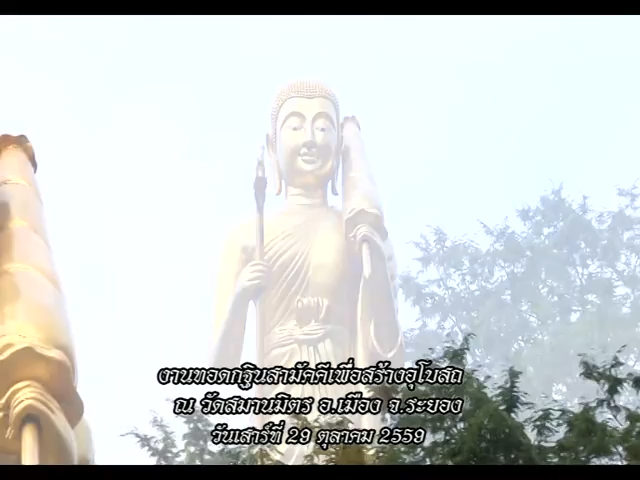 งานทอดกฐินสามัคคีเพื่อสร้างอุโบสถ
ณ วัดสมานมิตร อ.เมือง จ.ระยอง
วันเสาร์ที่ 29 ตุลาคม 2559